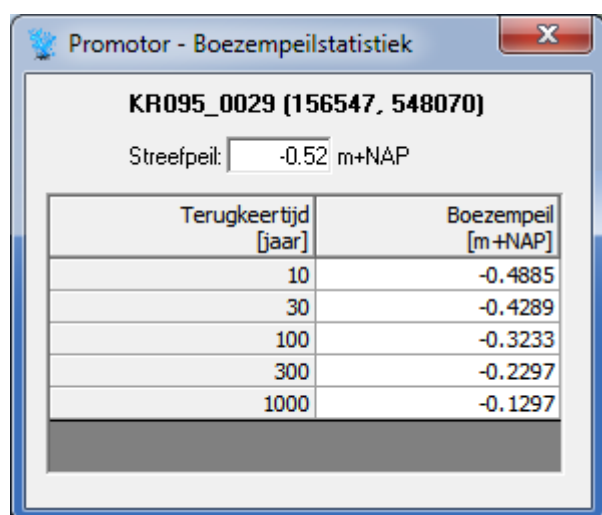 Promotor - Boezempeilstatistiek
KR095_0029 (156547, 548070)
Streefpeil: -0.52 m+NAP
Terugkeertijd [jaar] Boezempeil [m+NAP]
10 -0.4885
30 -0.4289
100 -0.3233
300 -0.2297
1000 -0.1297